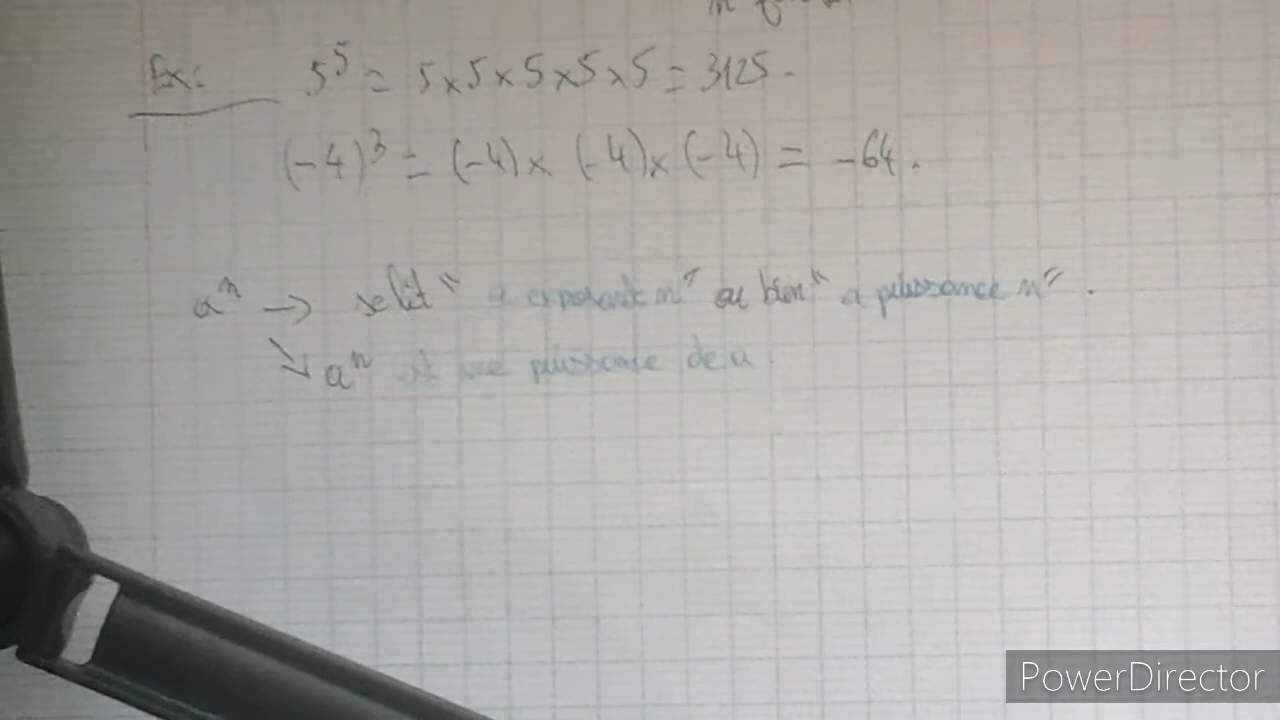 Ex: 5⁵ = 5 x 5 x 5 x 5 x 5 = 3125.
(-4)³ = (-4) x (-4) x (-4) = -64.
aⁿ → se lit " a exposant n" ou bien " a puissance n" .
↘ aⁿ est une puissance de a.
PowerDirector